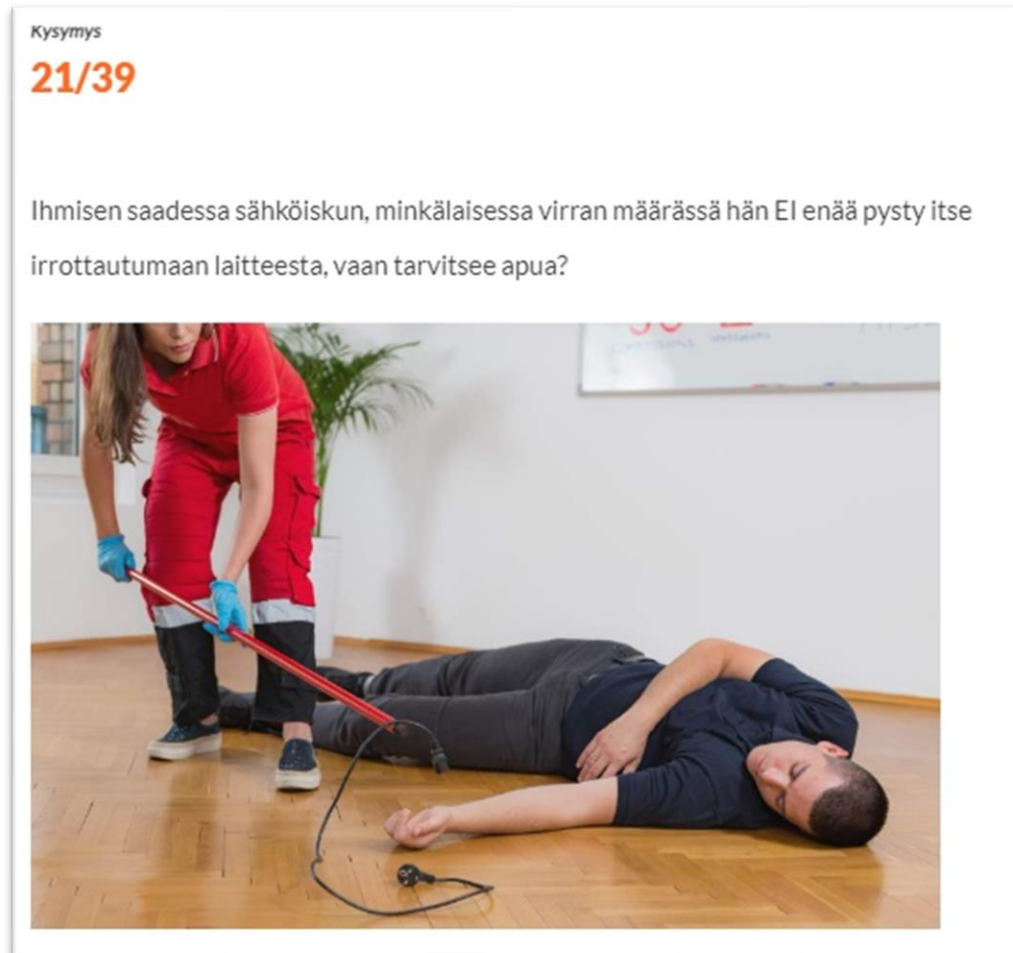 Kysymys
21/39
Ihmisen saadessa sähköiskun, minkälaisessa virran määrässä hän EI enää pysty itse
irrottautumaan laitteesta, vaan tarvitsee apua?